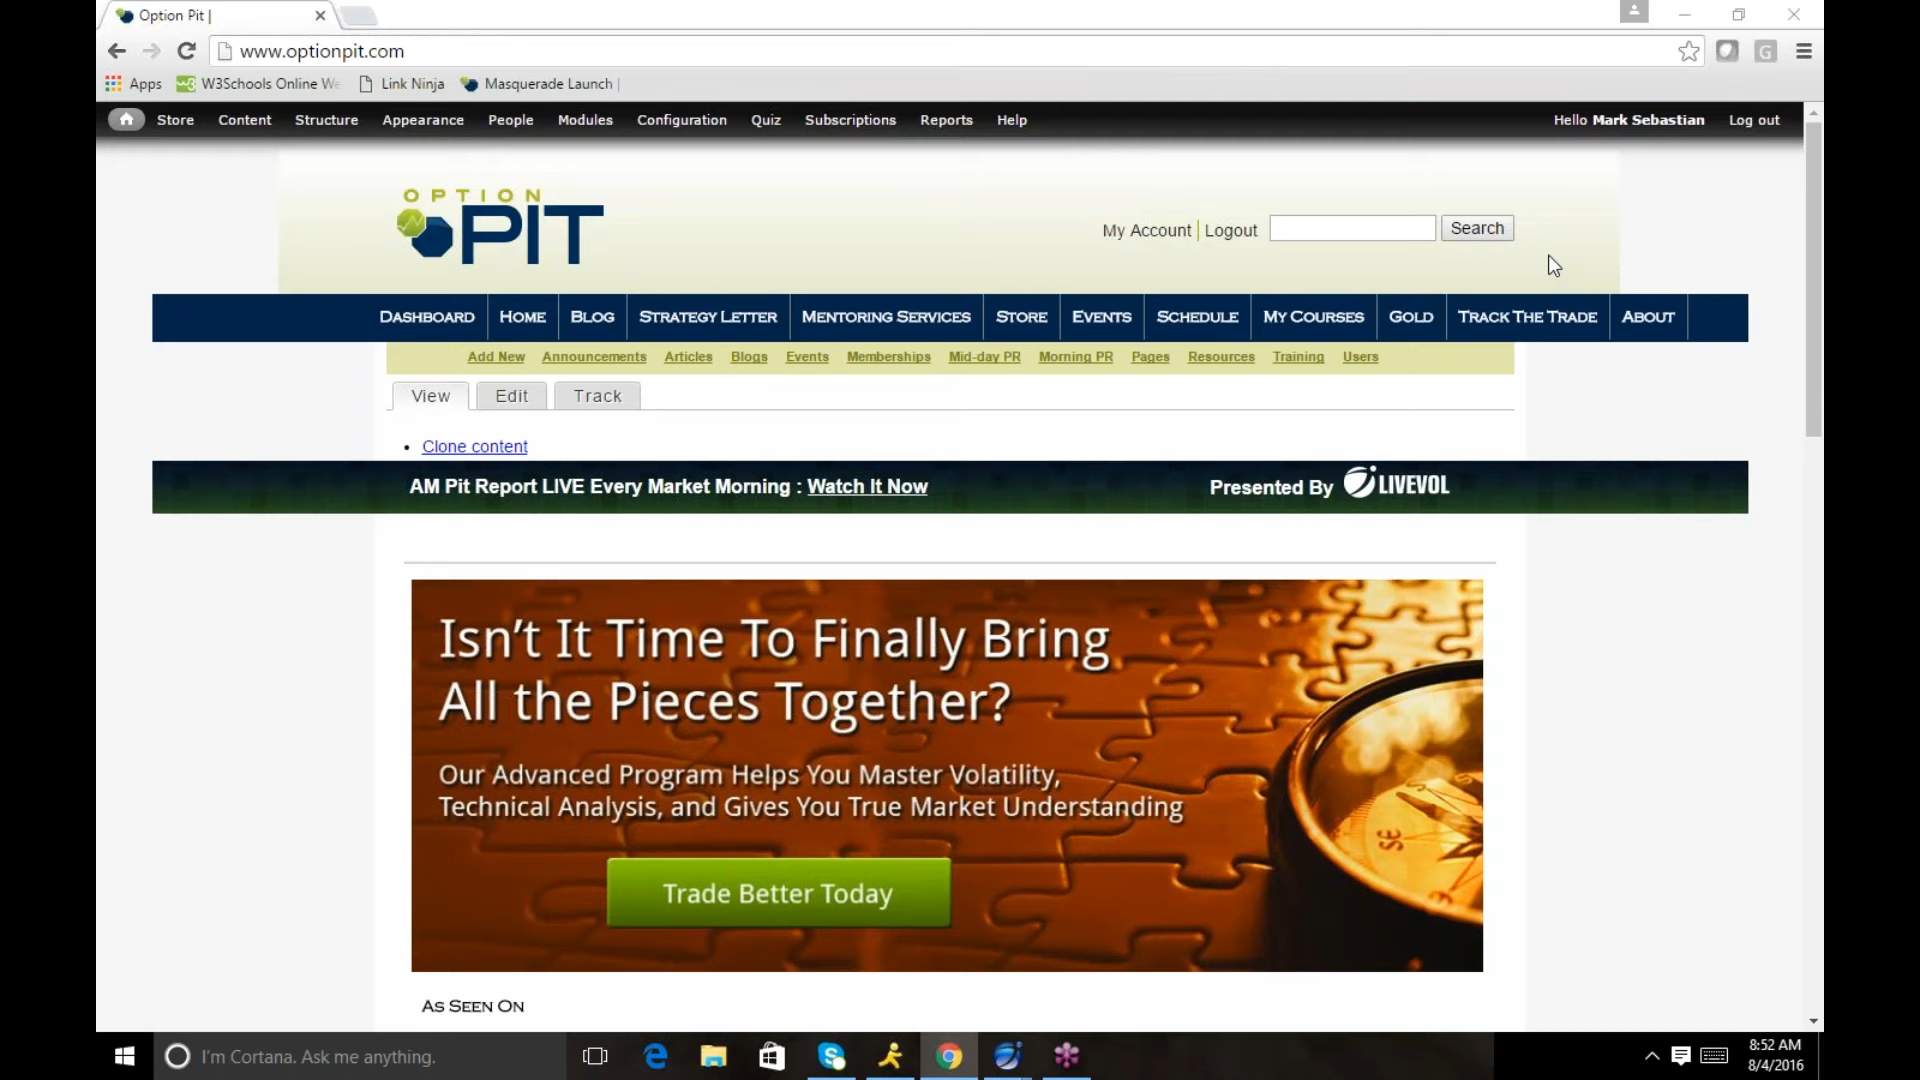 Option Pit |
www.optionpit.com
Apps W3Schools Online We Link Ninja Masquerade Launch |
Store Content Structure Appearance People Modules Configuration Quiz Subscriptions Reports Help Hello Mark Sebastian Log out
OPTION
PIT
My Account Logout Search
DASHBOARD HOME BLOG STRATEGY LETTER MENTORING SERVICES STORE EVENTS SCHEDULE MY COURSES GOLD TRACK THE TRADE ABOUT
Add New Announcements Articles Blogs Events Memberships Mid-day PR Morning PR Pages Resources Training Users
View Edit Track
• Clone content
AM Pit Report LIVE Every Market Morning : Watch It Now Presented By LIVEVOL
Isn't It Time To Finally Bring
All the Pieces Together?
Our Advanced Program Helps You Master Volatility,
Technical Analysis, and Gives You True Market Understanding
SE
Trade Better Today
AS SEEN ON
I'm Cortana. Ask me anything.
8:52 AM
8/4/2016